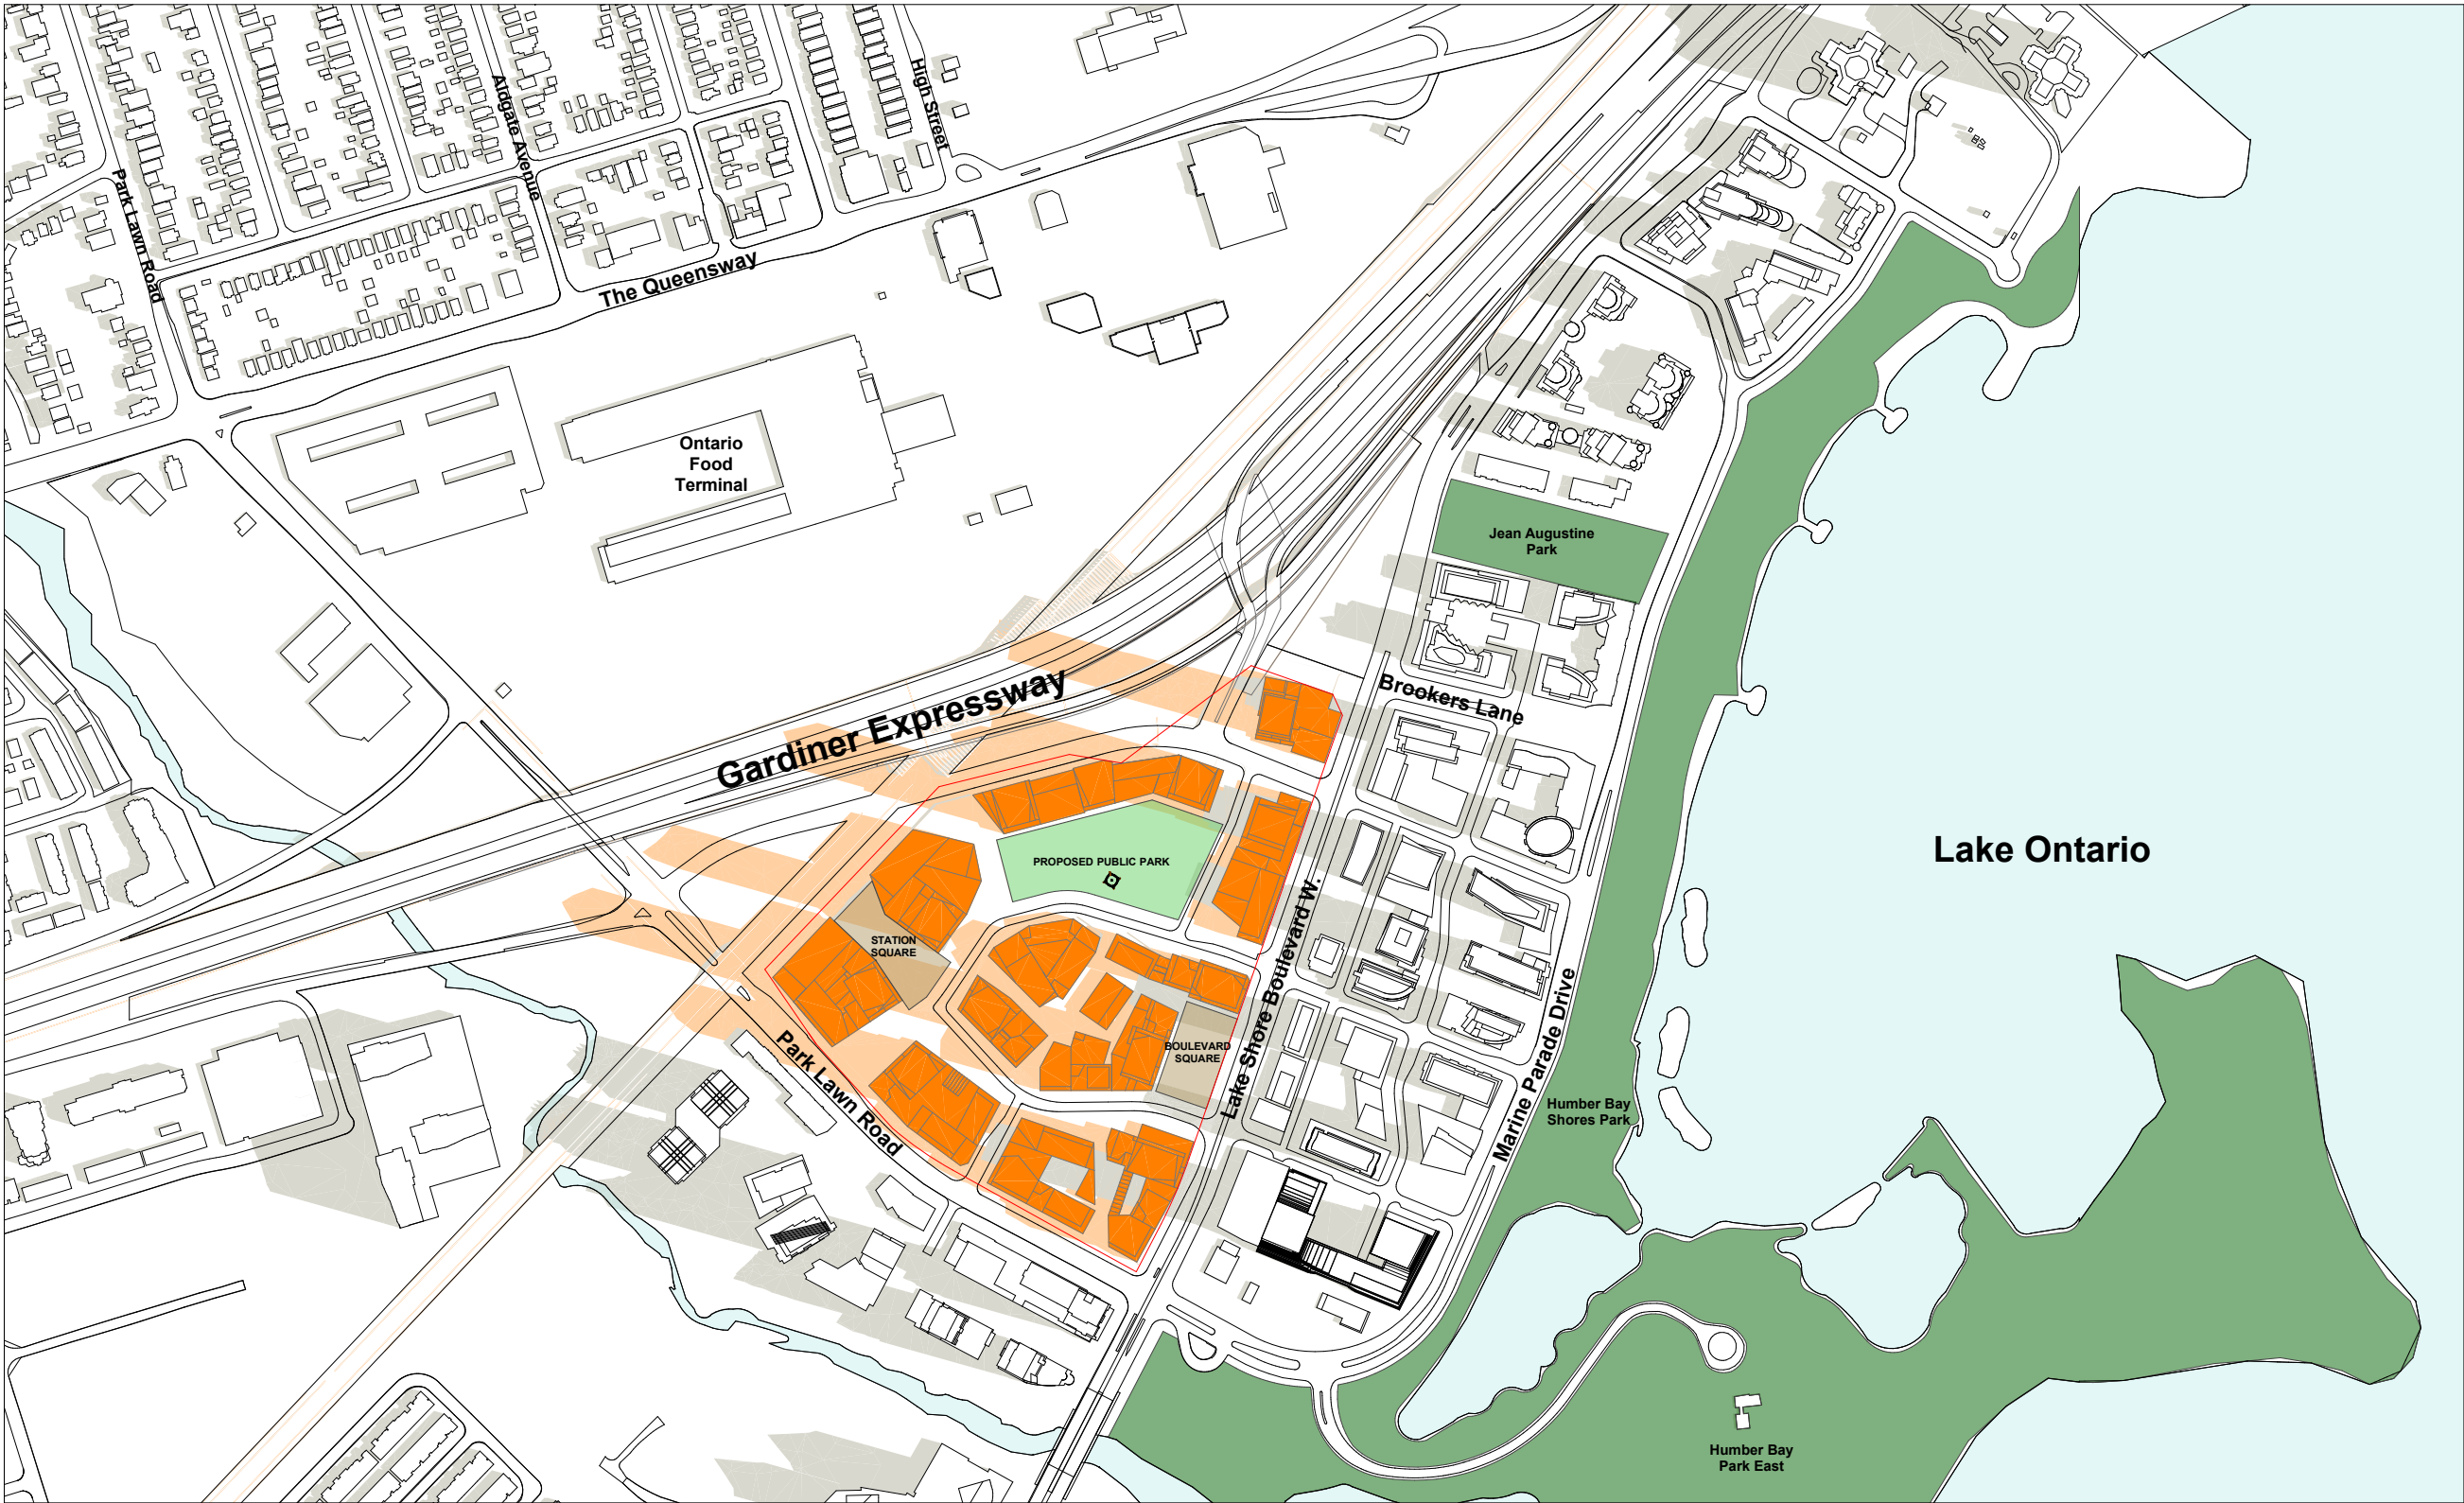 High Street
Aldgate Avenue
Park Lawn Road
The Queensway
Ontario
Food
Terminal
Jean Augustine
Park
Gardiner Expressway
Brookers Lane
PROPOSED PUBLIC PARK
Lake Ontario
STATION
SQUARE
Lake Shore Boulevard W.
BOULEVARD
SQUARE
Park Lawn Road
Marine Parade Drive
Humber Bay
Shores Park
Humber Bay
Park East